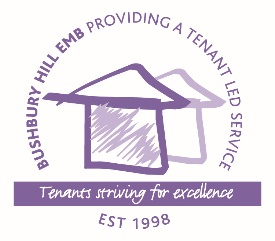 BUSHBURY HILL EMB PROVIDING A TENANT LED SERVICE
Tenants striving for excellence
EST 1998